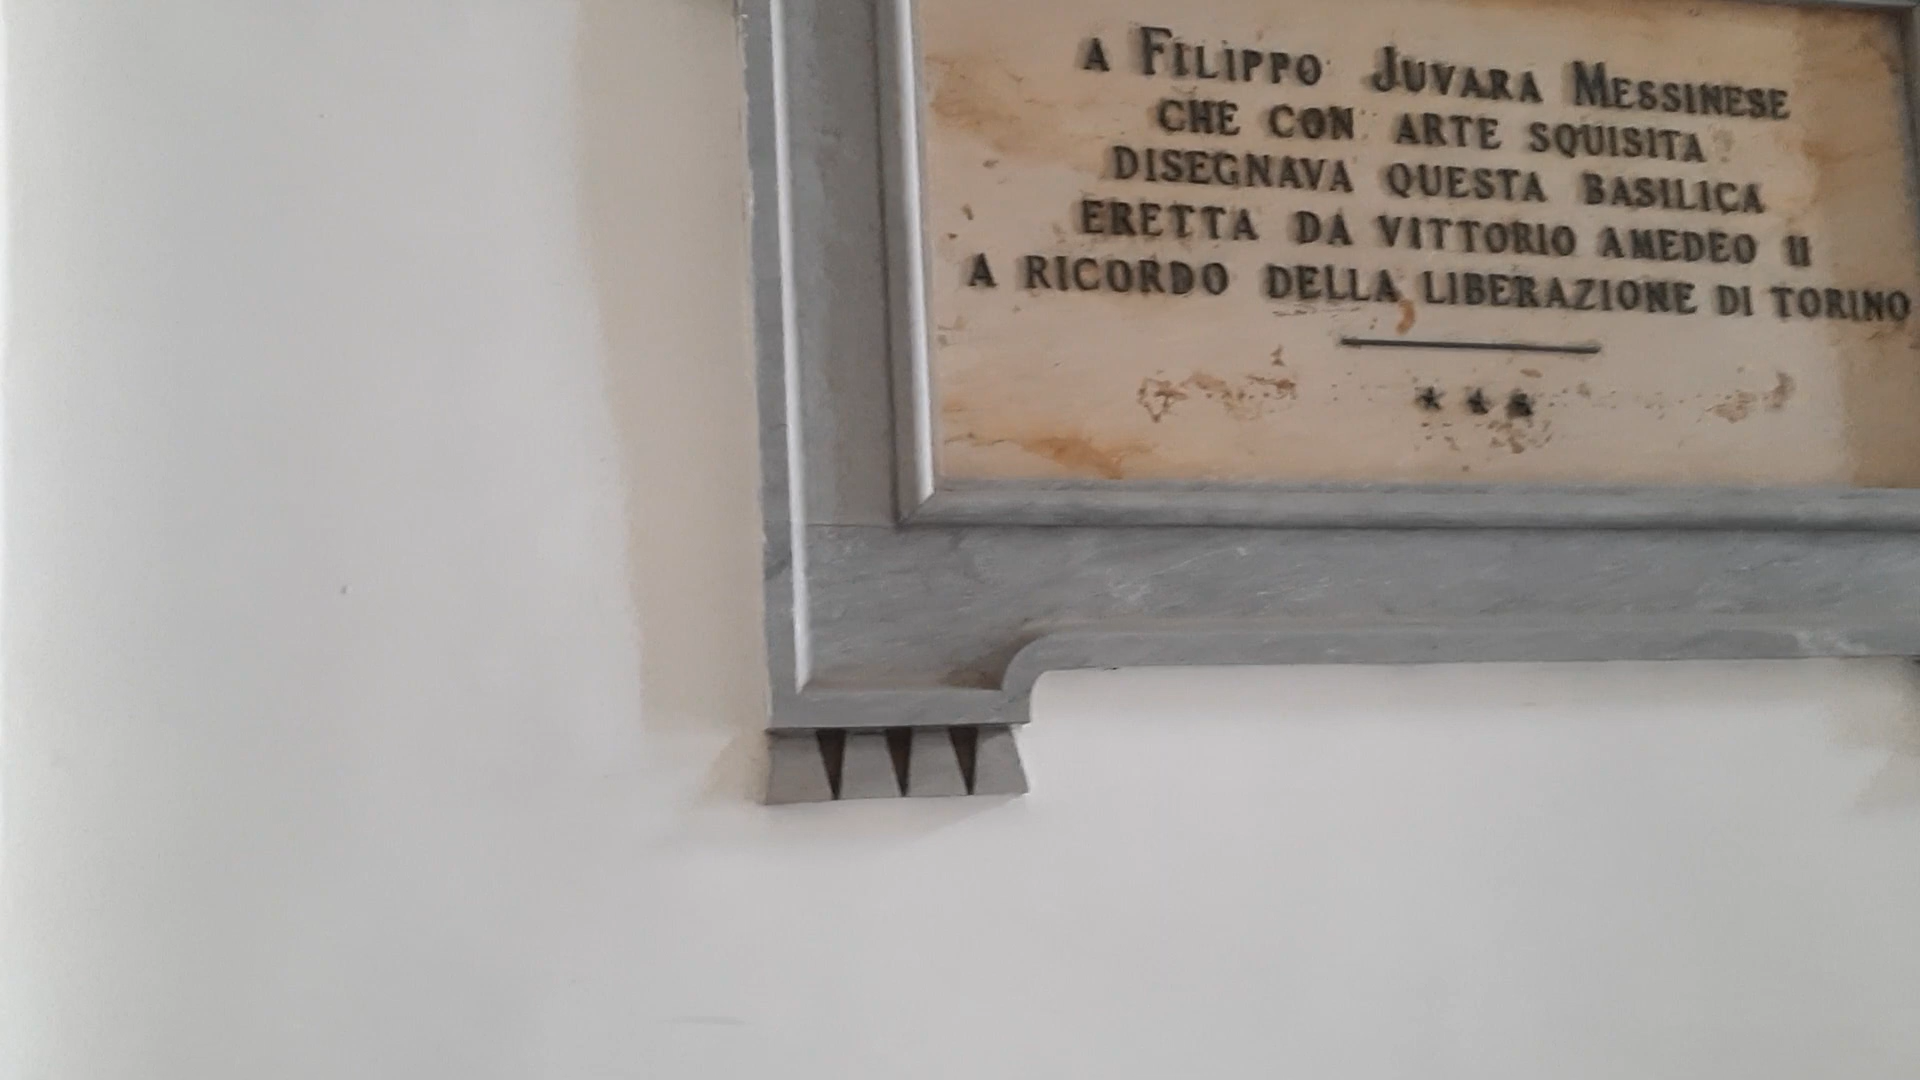 A FILIPPO JUVARA MESSINESE
CHE CON ARTE SQUISITA
DISEGNAVA QUESTA BASILICA
ERETTA DA VITTORIO AMEDEO II
A RICORDO DELLA LIBERAZIONE DI TORINO
* * *